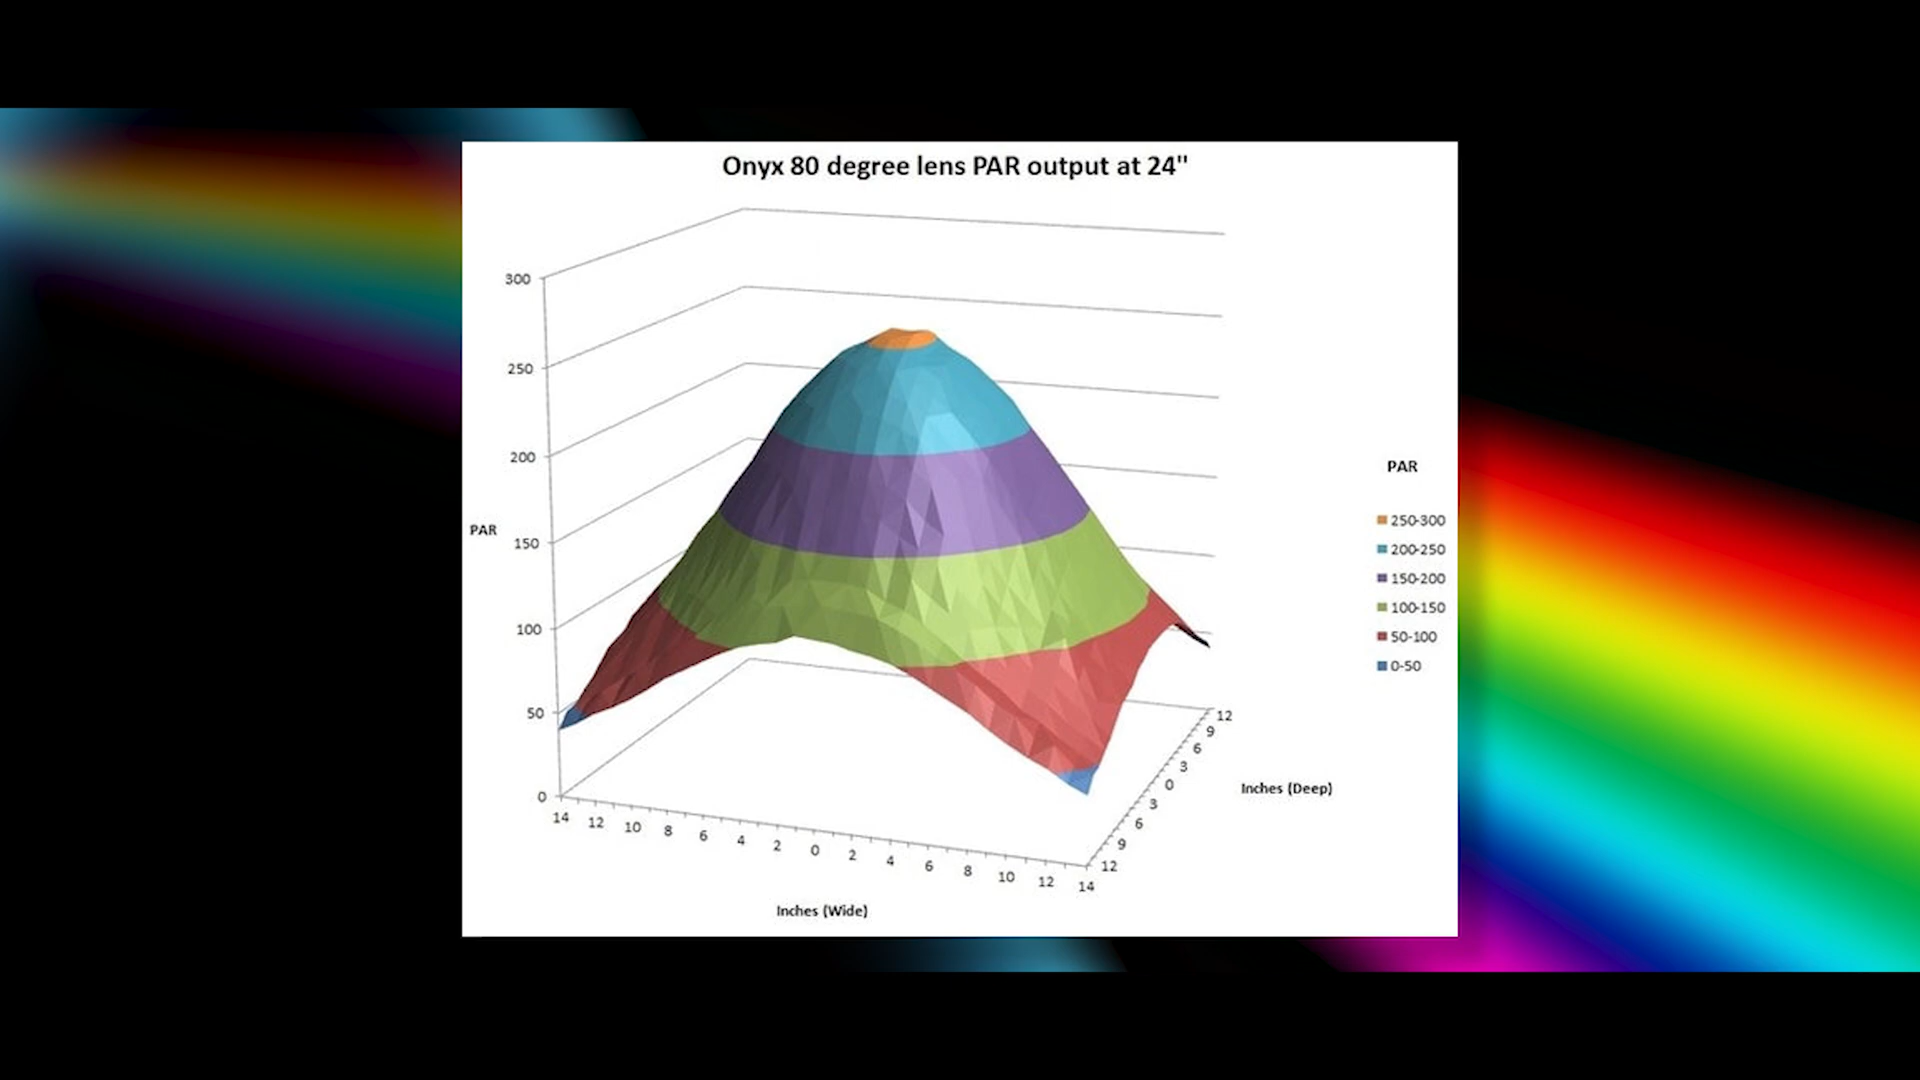 Onyx 80 degree lens PAR output at 24"
300
250
200
150
100
50
0
PAR
14 12 10 8 6 4 2 0 2 4 6 8 10 12 14
Inches (Wide)
12 9 6 3 0 3 6 9 12
Inches (Deep)
PAR
250-300
200-250
150-200
100-150
50-100
0-50